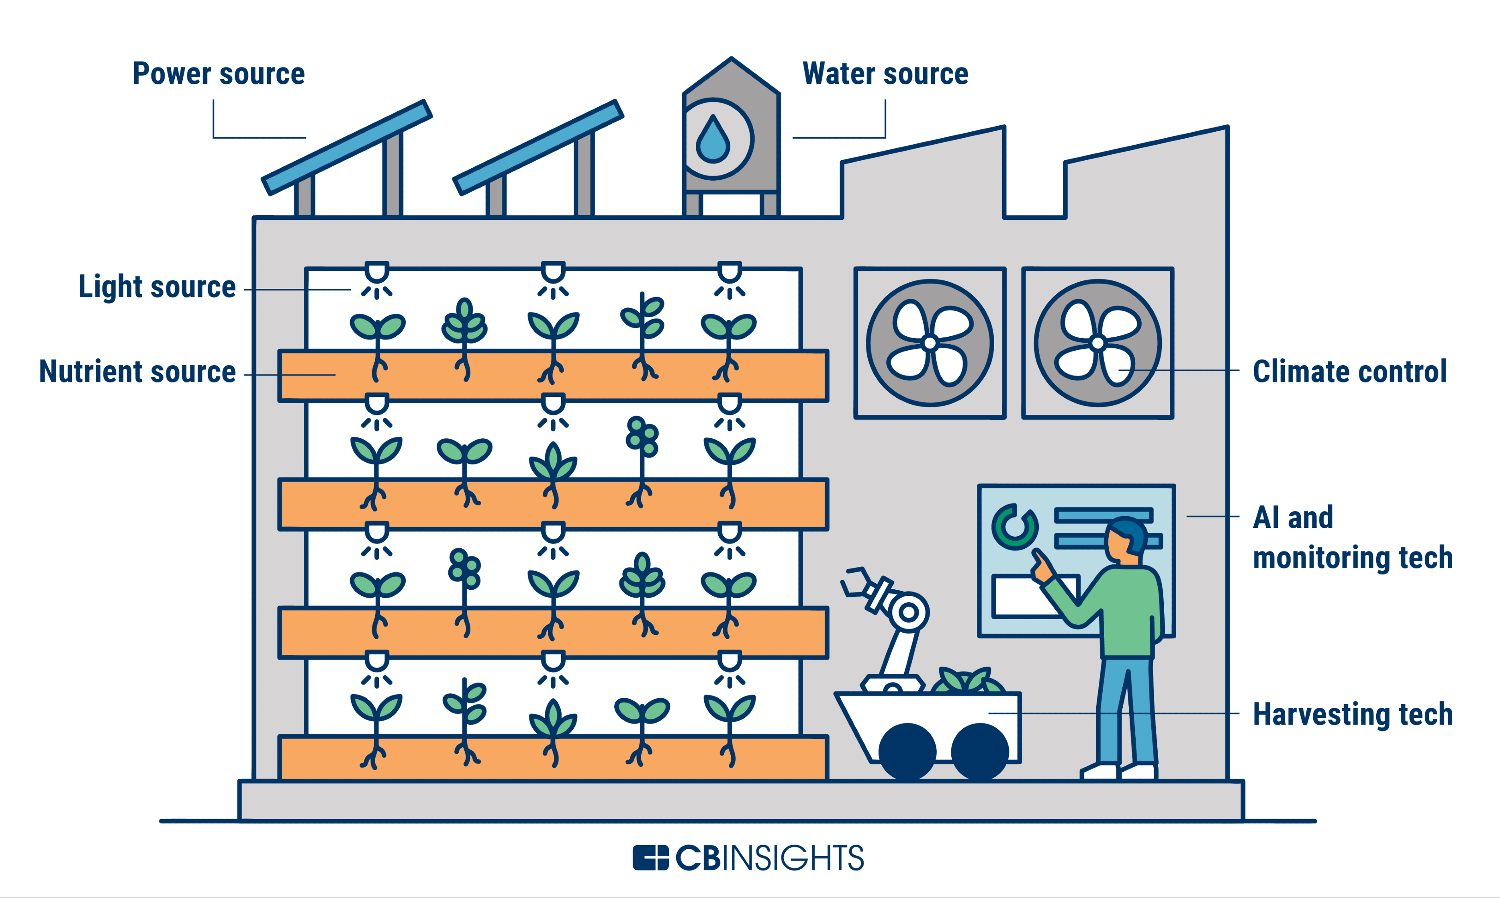 Power source
Water source
Light source
Nutrient source
Climate control
AI and
monitoring tech
Harvesting tech
CBINSIGHTS